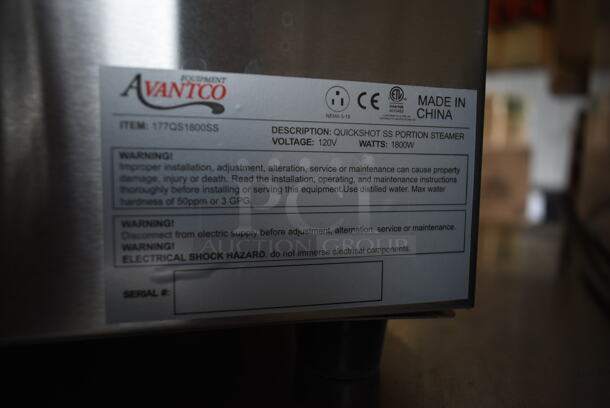 AVANTCO
EQUIPMENT
NEMA 5-15
CE
MADE IN
CHINA
ITEM: 177QS1800SS
DESCRIPTION: QUICKSHOT SS PORTION STEAMER
VOLTAGE: 120V WATTS: 1800W
WARNING!
Improper installation, adjustment, alteration, service or maintenance can cause property
damage, injury or death. Read the installation, operating, and maintenance instructions
thoroughly before installing or serving this equipment.Use distilled water. Max water
hardness of 50ppm or 3 GPG.
WARNING!
Disconnect from electric supply before adjustment, alternation, service or maintenance.
WARNING!
ELECTRICAL SHOCK HAZARD, do not immerse electrical components.
SERIAL #:
PCI
AUCTION GROUP